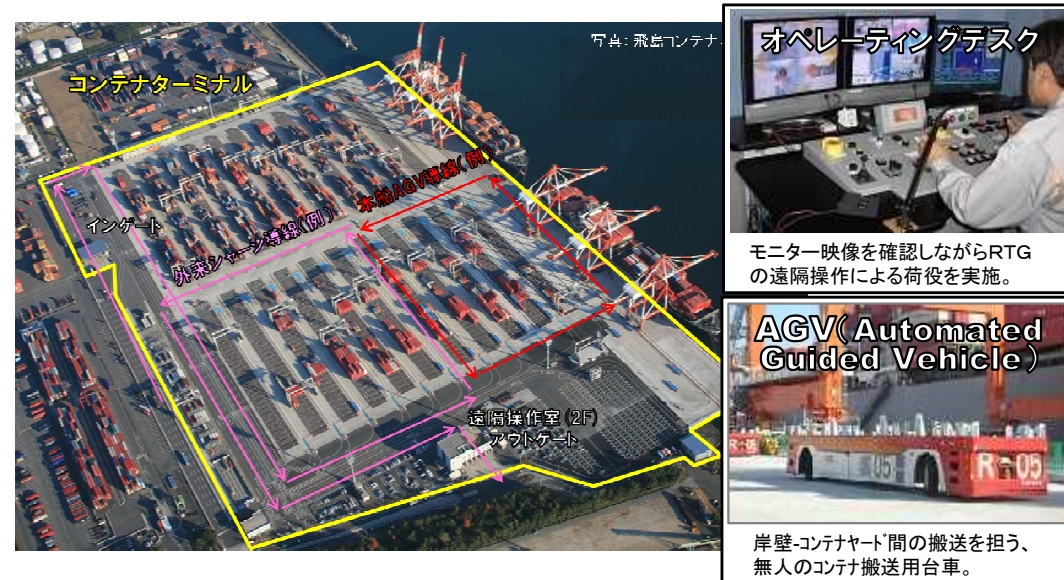 写真: 飛島コンテナ
コンテナターミナル
インゲート
外来シャーシ導線(例)
本船AGV導線(例)
遠隔操作室(2F)
アウトゲート
オペレーティングデスク
モニター映像を確認しながらRTG
の遠隔操作による荷役を実施。
AGV(Automated
Guided Vehicle)
05
R 05
岸壁-コンテナヤード間の搬送を担う、
無人のコンテナ搬送用台車。